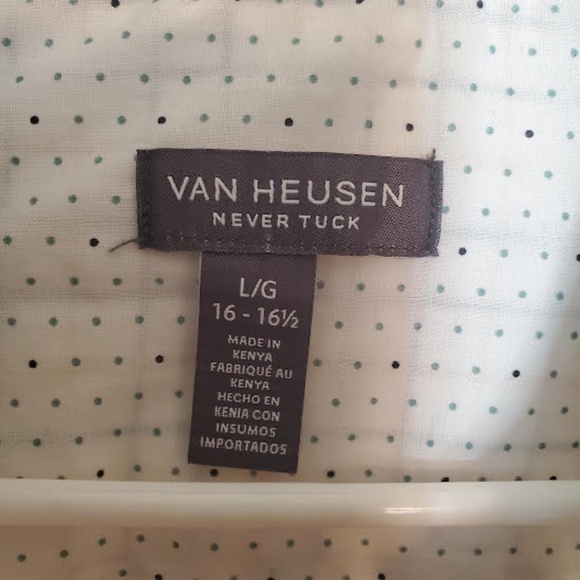 VAN HEUSEN
NEVER TUCK
L/G
16 - 16½
MADE IN
KENYA
FABRIQUÉ AU
KENYA
HECHO EN
KENIA CON
INSUMOS
IMPORTADOS